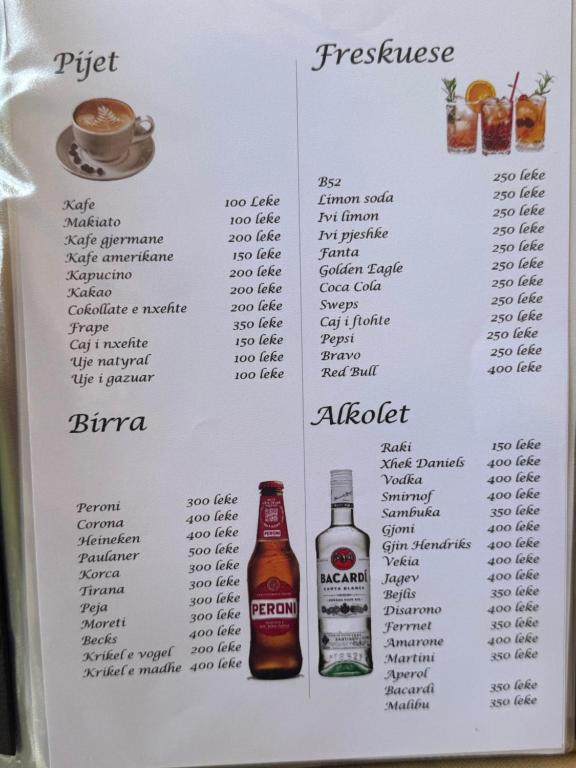 Pijet
Kafe 100 Leke
Makiato 100 leke
Kafe gjermane 200 leke
Kafe amerikane 150 leke
Kapucino 200 leke
Kakao 200 leke
Cokollate e nxehte 200 leke
Frape 350 leke
Caj i nxehte 150 leke
Uje natyral 100 leke
Uje i gazuar 100 leke
Freskuese
B52 250 leke
Limon soda 250 leke
Ivi limon 250 leke
Ivi pjeshke 250 leke
Fanta 250 leke
Golden Eagle 250 leke
Coca Cola 250 leke
Sweps 250 leke
Caj i ftohte 250 leke
Pepsi 250 leke
Bravo 250 leke
Red Bull 400 leke
Birra
Peroni 300 leke
Corona 400 leke
Heineken 400 leke
Paulaner 500 leke
Korca 300 leke
Tirana 300 leke
Peja 300 leke
Moreti 300 leke
Becks 400 leke
Krikel e vogel 200 leke
Krikel e madhe 400 leke
PERONI
PERONI
Alkolet
Raki 150 leke
Xhek Daniels 400 leke
Vodka 400 leke
Smirnof 400 leke
Sambuka 350 leke
Gjoni 400 leke
Gjin Hendriks 400 leke
Vekia 400 leke
Jagev 400 leke
Bejlis 350 leke
Disarono 400 leke
Ferrnet 350 leke
Amarone 400 leke
Martini 350 leke
Aperol
Bacardi 350 leke
Malibu 350 leke
BACARDÍ
CARTA BLANCA